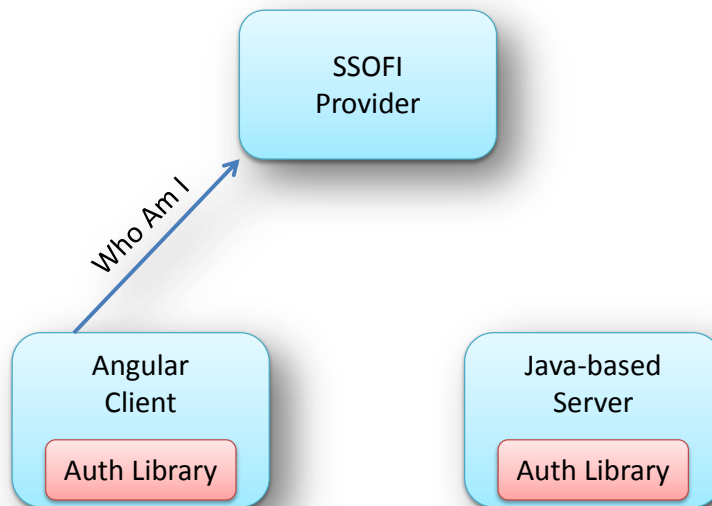 SSOFI
Provider
Who Am I
Angular
Client
Auth Library
Java-based
Server
Auth Library